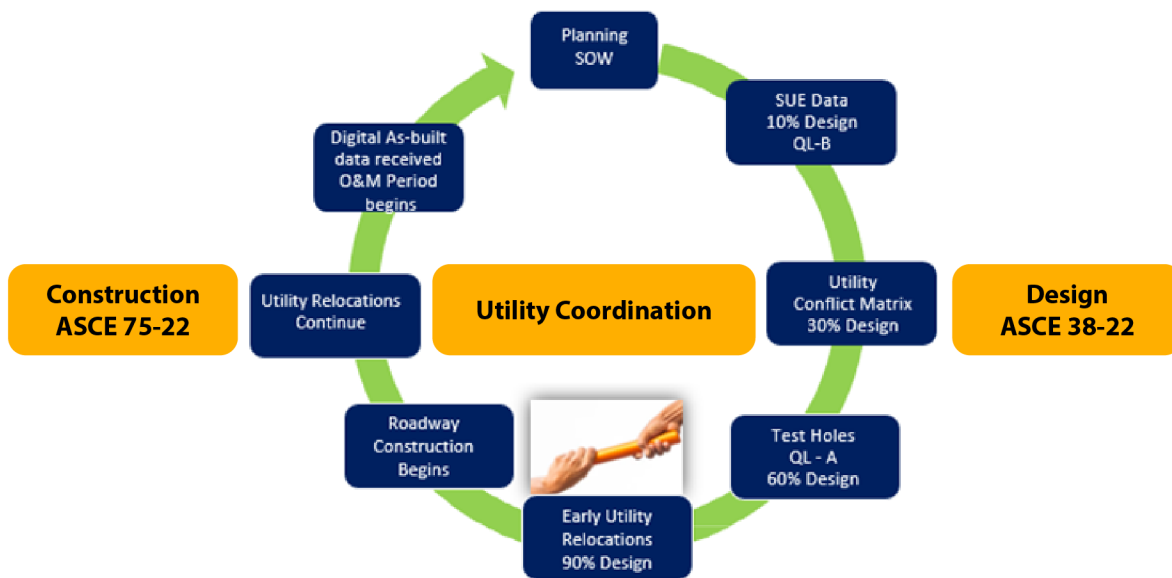 Planning
SOW
SUE Data
10% Design
QL-B
Utility
Conflict Matrix
30% Design
Test Holes
QL - A
60% Design
Early Utility
Relocations
90% Design
Roadway
Construction
Begins
Utility Relocations
Continue
Digital As-built
data received
O&M Period
begins
Construction
ASCE 75-22
Utility Coordination
Design
ASCE 38-22